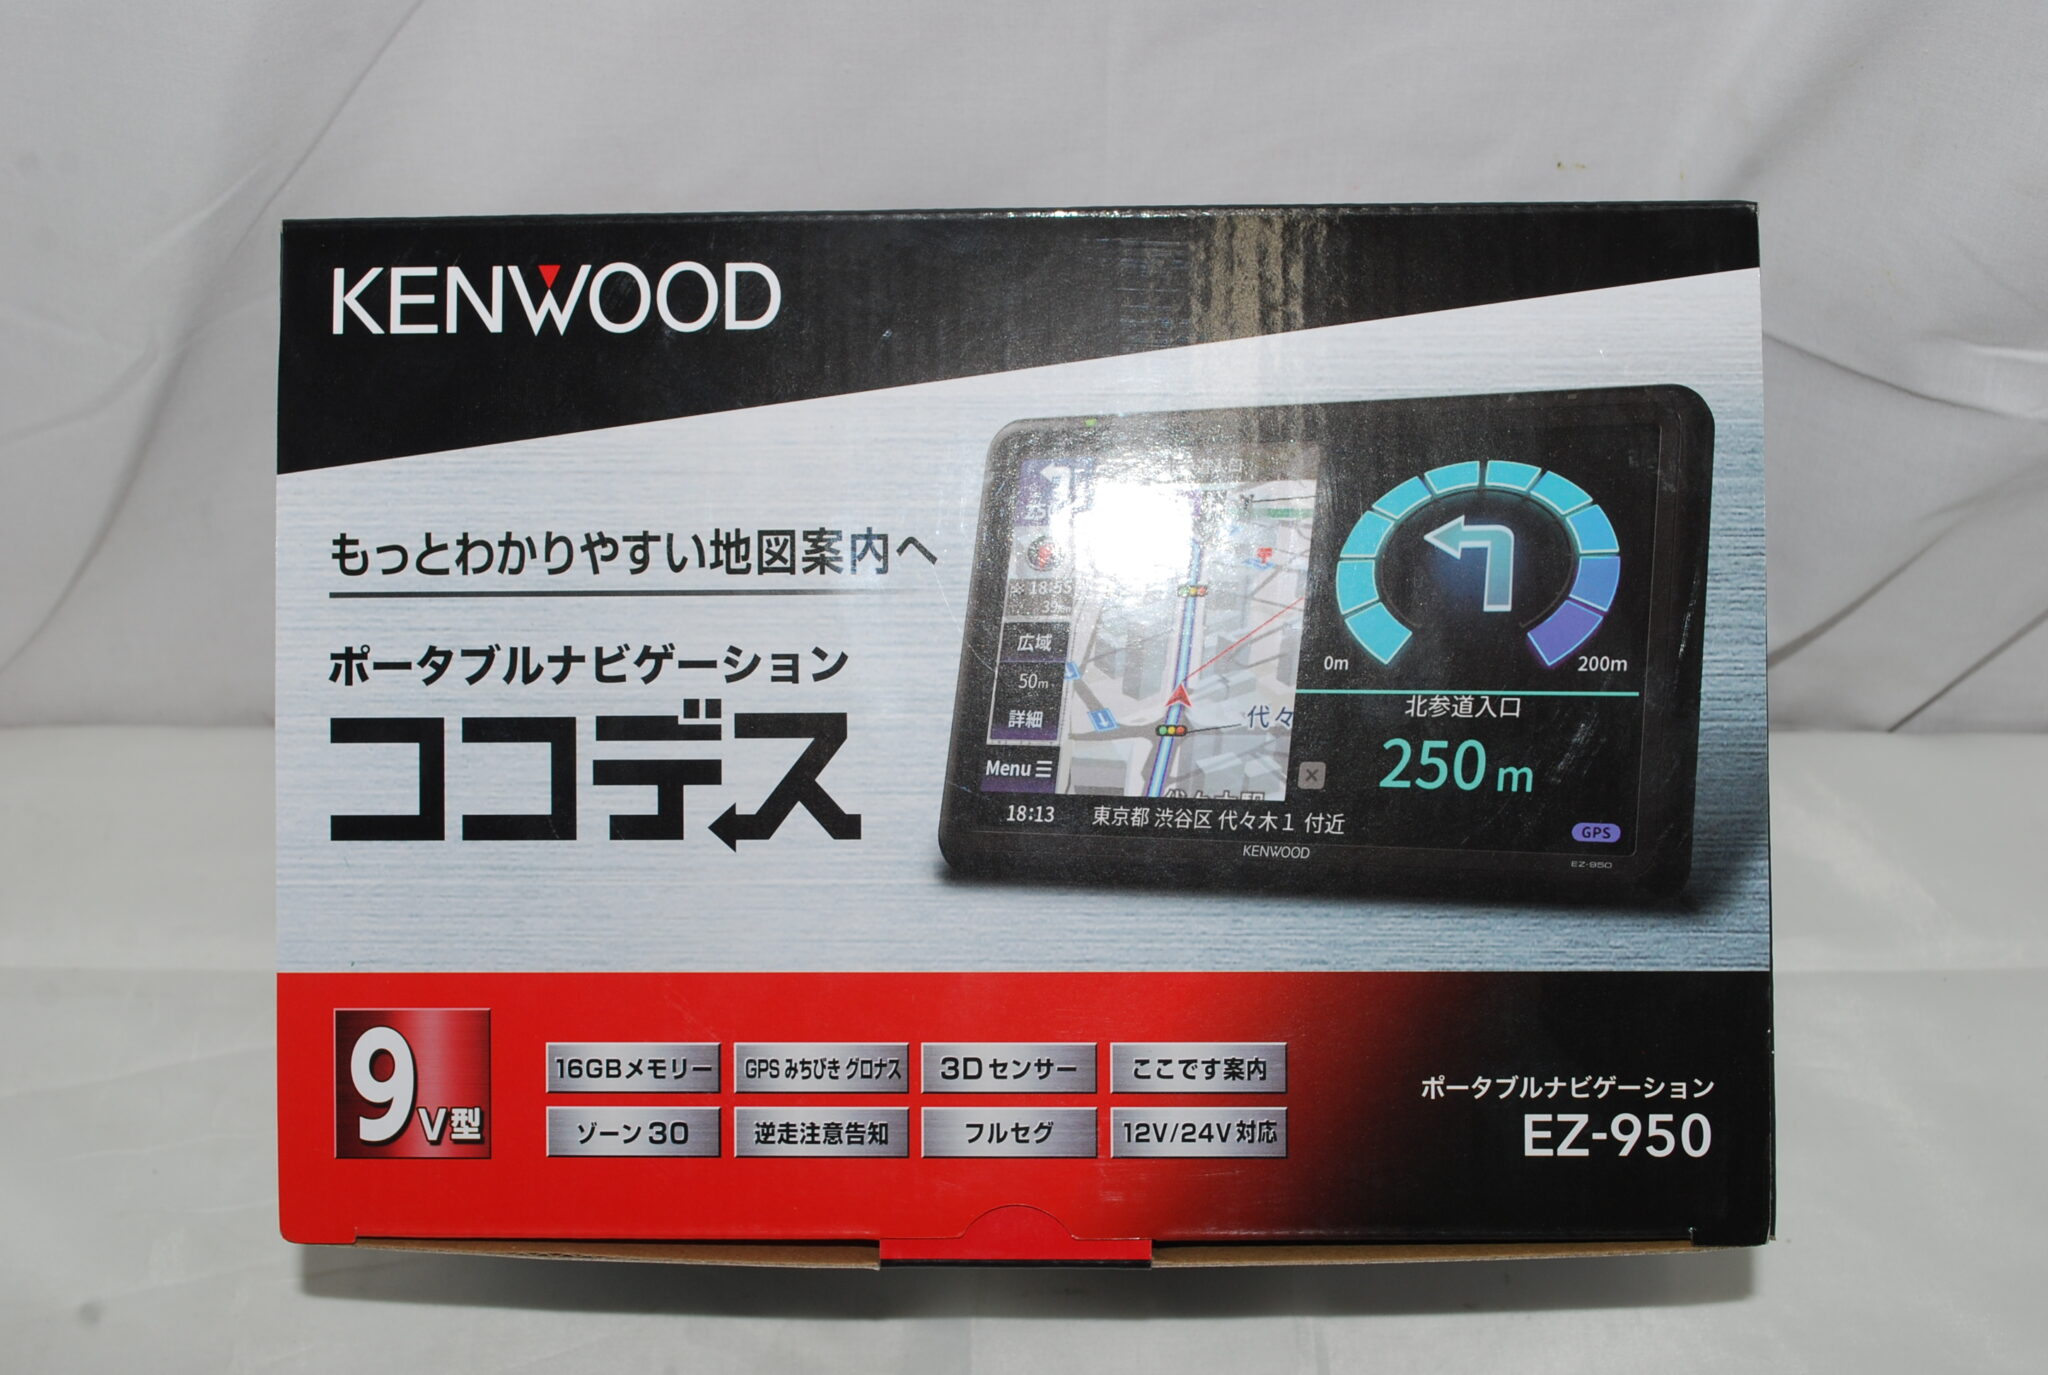 KENWOOD
もっとわかりやすい地図案内へ
ポータブルナビゲーション
ココデス
18:55
広域
50m
詳細
Menu
18:13
代々
東京都 渋谷区 代々木1 付近
KENWOOD
0m
200m
北参道入口
250m
GPS
EZ-950
9V型
16GBメモリー
GPS みちびき グロナス
3Dセンサー
ここです案内
ゾーン30
逆走注意告知
フルセグ
12V/24V対応
ポータブルナビゲーション
EZ-950